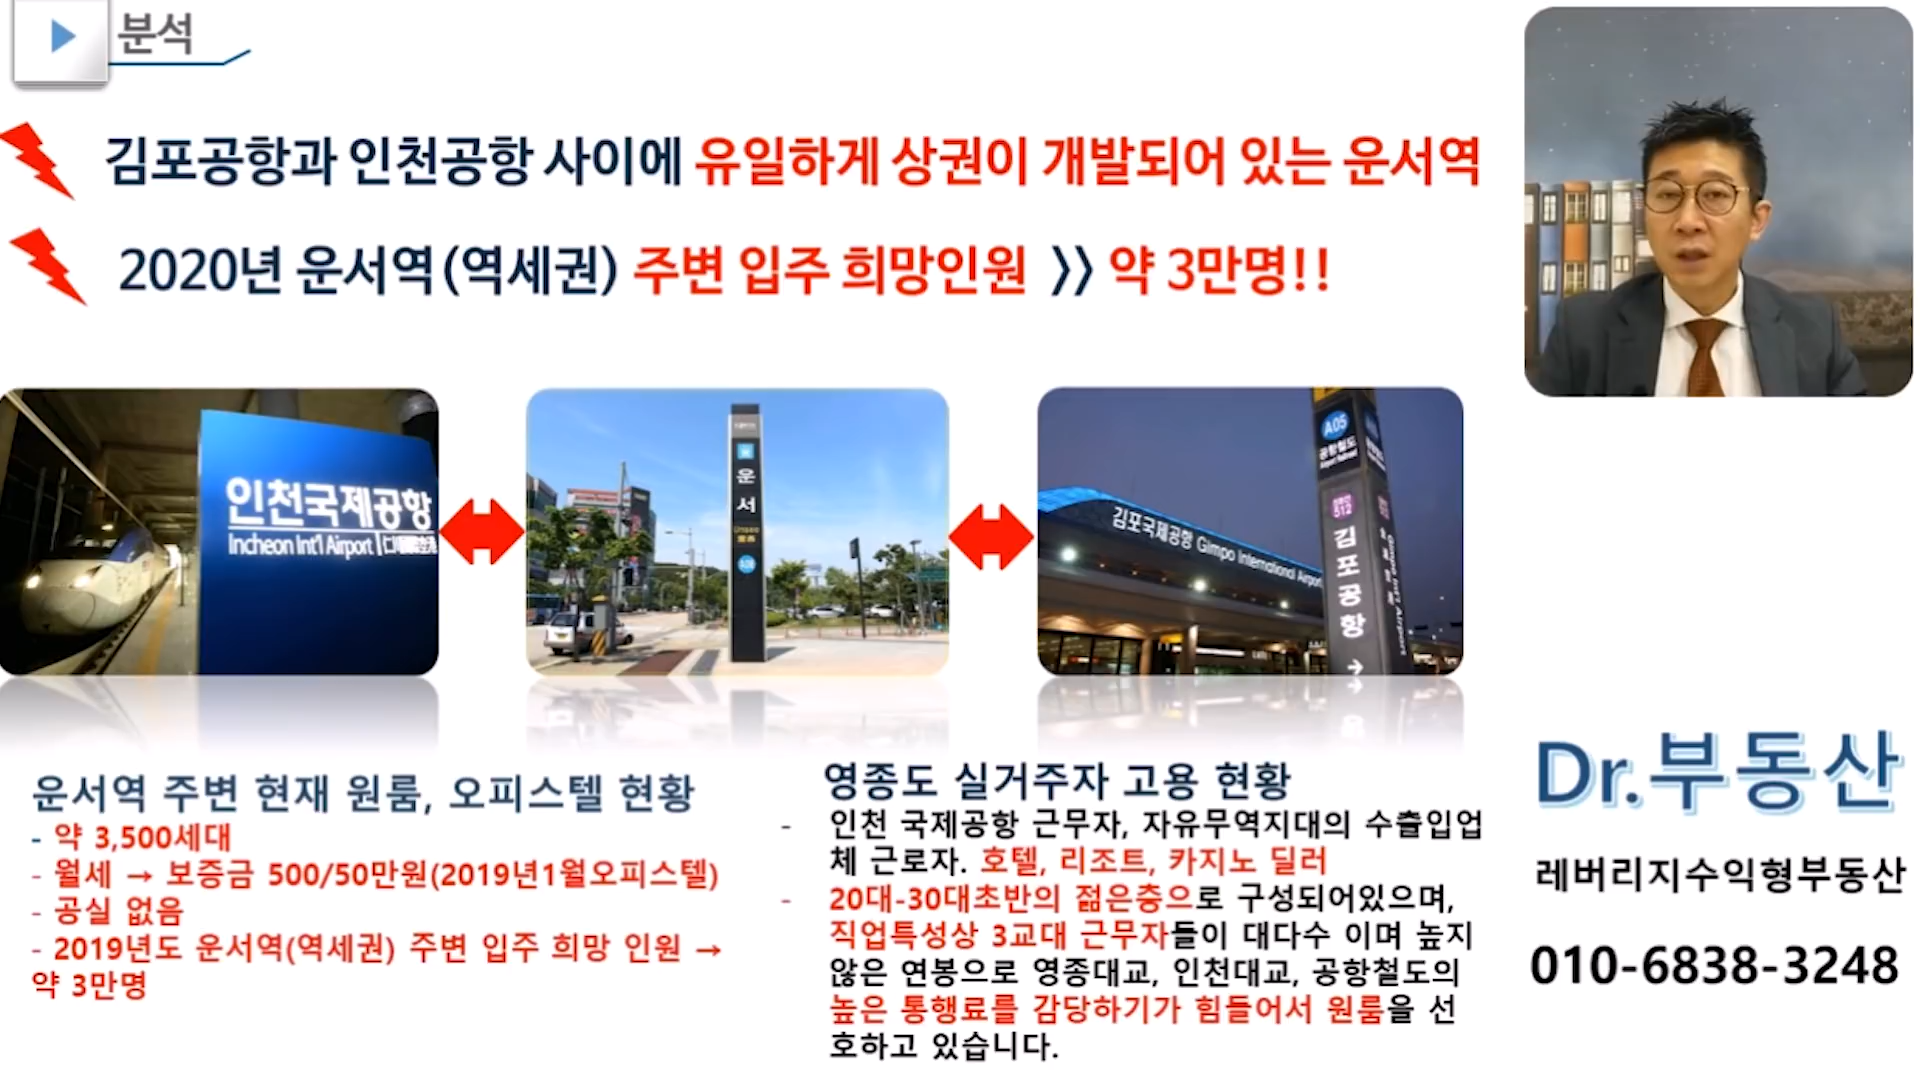 분석
김포공항과 인천공항 사이에 유일하게 상권이 개발되어 있는 운서역
2020년 운서역(역세권) 주변 입주 희망인원 >> 약 3만명!!
인천국제공항
Incheon Int'l Airport
운서
A05
공항철도
김포국제공항 Gimpo International Airport
512
김포공항
→
운서역 주변 현재 원룸, 오피스텔 현황
- 약 3,500세대
- 월세 → 보증금 500/50만원(2019년1월오피스텔)
- 공실 없음
- 2019년도 운서역(역세권) 주변 입주 희망 인원 →
약 3만명
영종도 실거주자 고용 현황
- 인천 국제공항 근무자, 자유무역지대의 수출입업
체 근로자. 호텔, 리조트, 카지노 딜러
- 20대-30대초반의 젊은층으로 구성되어있으며,
직업특성상 3교대 근무자들이 대다수 이며 높지
않은 연봉으로 영종대교, 인천대교, 공항철도의
높은 통행료를 감당하기가 힘들어서 원룸을 선
호하고 있습니다.
Dr.부동산
레버리지수익형부동산
010-6838-3248